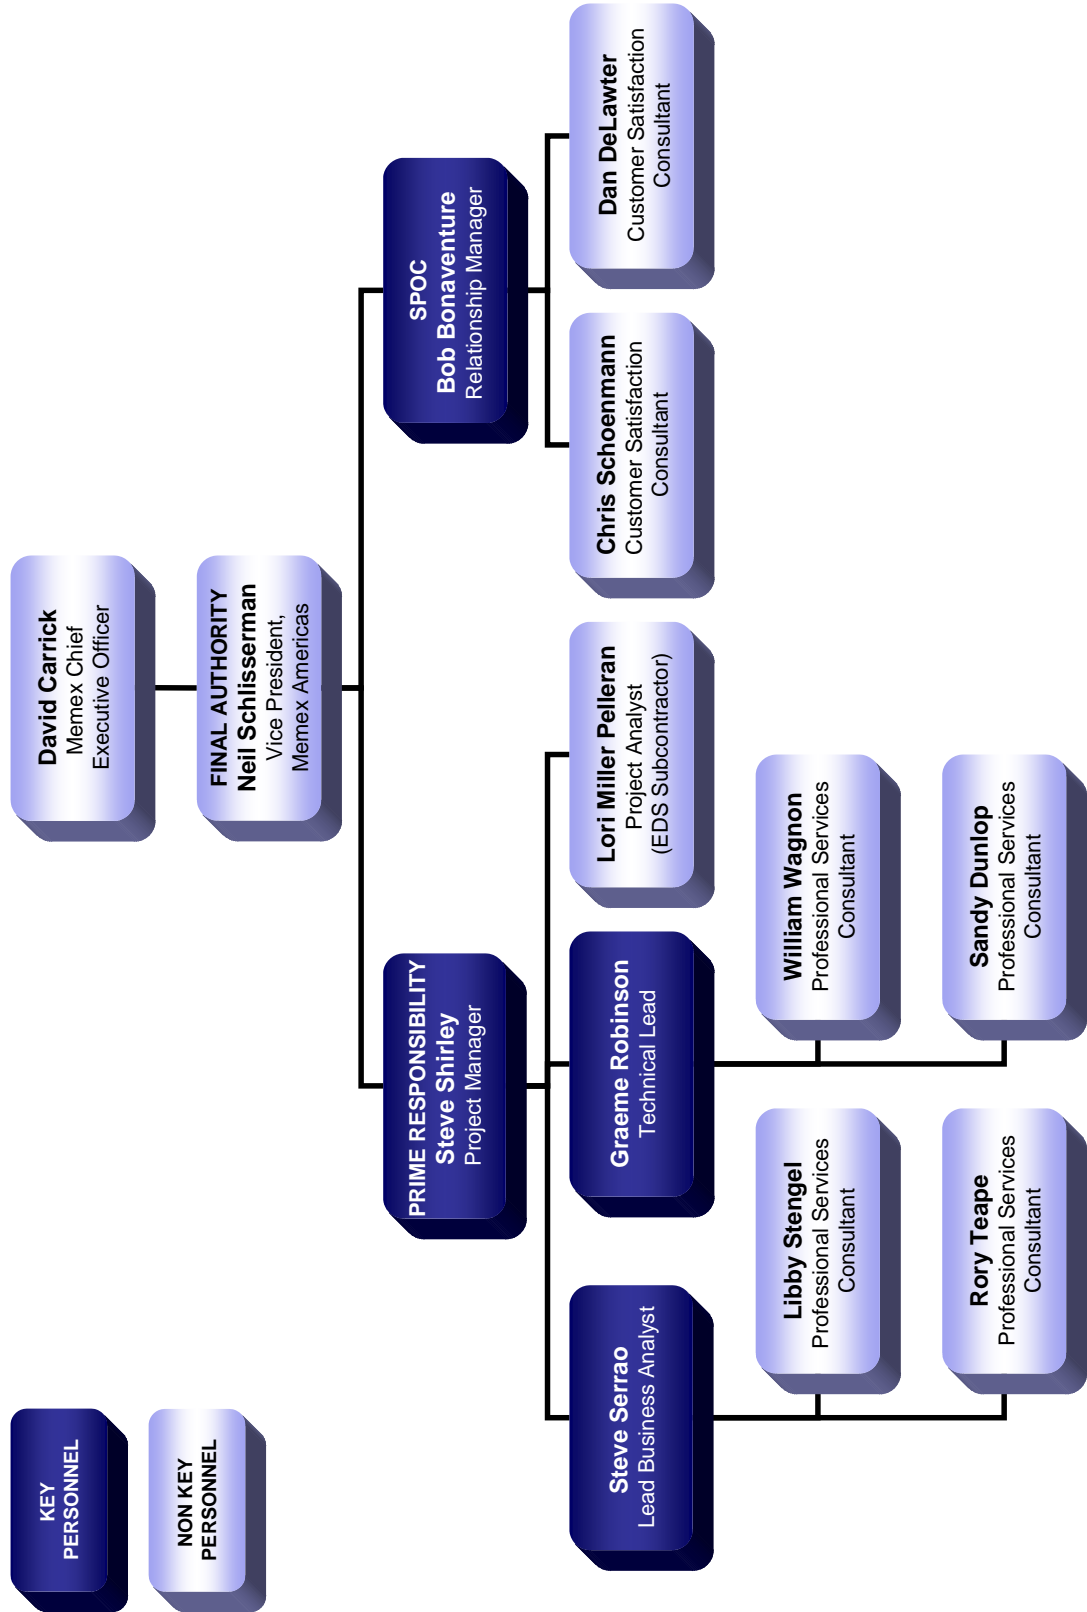 KEY
PERSONNEL
NON KEY
PERSONNEL
David Carrick
Memex Chief
Executive Officer
FINAL AUTHORITY
Neil Schlisserman
Vice President,
Memex Americas
PRIME RESPONSIBILITY
Steve Shirley
Project Manager
SPOC
Bob Bonaventure
Relationship Manager
Steve Serrao
Lead Business Analyst
Graeme Robinson
Technical Lead
Lori Miller Pelleran
Project Analyst
(EDS Subcontractor)
Chris Schoenmann
Customer Satisfaction
Consultant
Dan DeLawter
Customer Satisfaction
Consultant
Libby Stengel
Professional Services
Consultant
William Wagnon
Professional Services
Consultant
Rory Teape
Professional Services
Consultant
Sandy Dunlop
Professional Services
Consultant